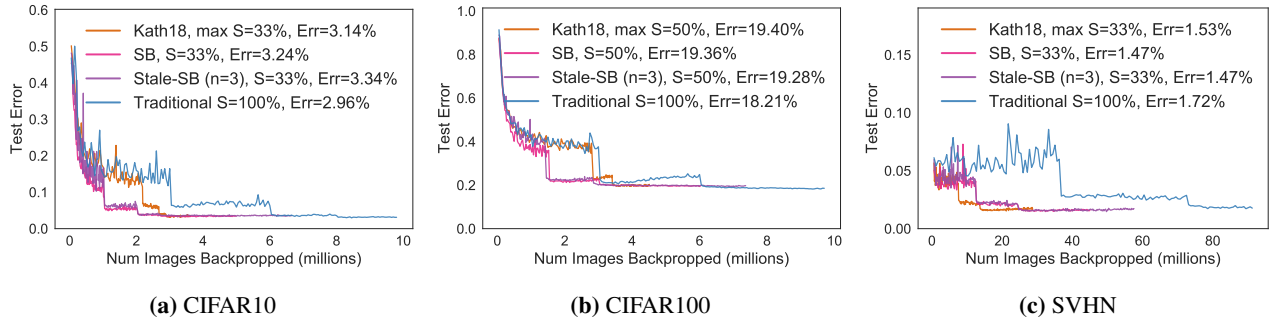 0.6
0.5
0.4
0.3
0.2
0.1
0.0
Test Error
Kath18, max S=33%, Err=3.14%
SB, S=33%, Err=3.24%
Stale-SB (n=3), S=33%, Err=3.34%
Traditional S=100%, Err=2.96%
0 2 4 6 8 10
Num Images Backpropped (millions)
(a) CIFAR10
1.0
0.8
0.6
0.4
0.2
0.0
Test Error
Kath18, max S=50%, Err=19.40%
SB, S=50%, Err=19.36%
Stale-SB (n=3), S=50%, Err=19.28%
Traditional S=100%, Err=18.21%
0 2 4 6 8 10
Num Images Backpropped (millions)
(b) CIFAR100
0.15
0.10
0.05
0.00
Test Error
Kath18, max S=33%, Err=1.53%
SB, S=33%, Err=1.47%
Stale-SB (n=3), S=33%, Err=1.47%
Traditional S=100%, Err=1.72%
0 20 40 60 80
Num Images Backpropped (millions)
(c) SVHN